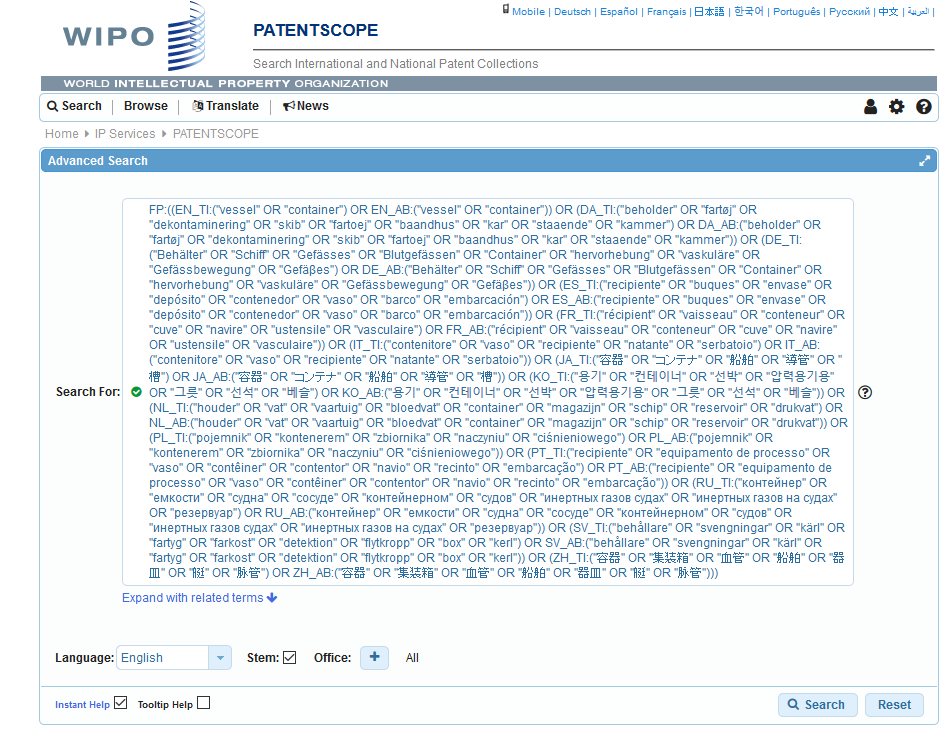 Mobile | Deutsch | Español | Français | 日本語 | 한국어 | Português | Русский | 中文 | العربية |
WIPO
PATENTSCOPE
Search International and National Patent Collections
WORLD INTELLECTUAL PROPERTY ORGANIZATION
Search Browse Translate News
Home IP Services PATENTSCOPE
Advanced Search
FP:((EN_TI:("vessel" OR "container") OR EN_AB:("vessel" OR "container")) OR (DA_TI:("beholder" OR "fartøj" OR
"dekontaminering" OR "skib" OR "fartoej" OR "baandhus" OR "kar" OR "staaende" OR "kammer") OR DA_AB:("beholder" OR
"fartøj" OR "dekontaminering" OR "skib" OR "fartoej" OR "baandhus" OR "kar" OR "staaende" OR "kammer")) OR (DE_TI:
("Behälter" OR "Schiff" OR "Gefässes" OR "Blutgefässen" OR "Container" OR "hervorhebung" OR "vaskuläre" OR
"Gefässbewegung" OR "Gefäβes") OR DE_AB:("Behälter" OR "Schiff" OR "Gefässes" OR "Blutgefässen" OR "Container" OR
"hervorhebung" OR "vaskuläre" OR "Gefässbewegung" OR "Gefäβes")) OR (ES_TI:("recipiente" OR "buques" OR "envase" OR
"depósito" OR "contenedor" OR "vaso" OR "barco" OR "embarcación") OR ES_AB:("recipiente" OR "buques" OR "envase" OR
"depósito" OR "contenedor" OR "vaso" OR "barco" OR "embarcación")) OR (FR_TI:("récipient" OR "vaisseau" OR "conteneur" OR
"cuve" OR "navire" OR "ustensile" OR "vasculaire") OR FR_AB:("récipient" OR "vaisseau" OR "conteneur" OR "cuve" OR "navire"
OR "ustensile" OR "vasculaire")) OR (IT_TI:("contenitore" OR "vaso" OR "recipiente" OR "natante" OR "serbatoio") OR IT_AB:
("contenitore" OR "vaso" OR "recipiente" OR "natante" OR "serbatoio")) OR (JA_TI:("容器" OR "コンテナ" OR "船舶" OR "導管" OR "
Search For: 槽") OR JA_AB:("容器" OR "コンテナ" OR "船舶" OR "導管" OR "槽")) OR (KO_TI:("용기" OR "컨테이너" OR "선박" OR "압력용기용"
OR "그릇" OR "선석" OR "베슬") OR KO_AB:("용기" OR "컨테이너" OR "선박" OR "압력용기용" OR "그릇" OR "선석" OR "베슬")) OR
(NL_TI:("houder" OR "vat" OR "vaartuig" OR "bloedvat" OR "container" OR "magazijn" OR "schip" OR "reservoir" OR "drukvat") OR
NL_AB:("houder" OR "vat" OR "vaartuig" OR "bloedvat" OR "container" OR "magazijn" OR "schip" OR "reservoir" OR "drukvat")) OR
(PL_TI:("pojemnik" OR "kontenerem" OR "zbiornika" OR "naczyniu" OR "ciśnieniowego") OR PL_AB:("pojemnik" OR
"kontenerem" OR "zbiornika" OR "naczyniu" OR "ciśnieniowego")) OR (PT_TI:("recipiente" OR "equipamento de processo" OR
"vaso" OR "contêiner" OR "contentor" OR "navio" OR "recinto" OR "embarcação") OR PT_AB:("recipiente" OR "equipamento de
processo" OR "vaso" OR "contêiner" OR "contentor" OR "navio" OR "recinto" OR "embarcação")) OR (RU_TI:("контейнер" OR
"емкости" OR "судна" OR "сосуде" OR "контейнерном" OR "судов" OR "инертных газов судах" OR "инертных газов на судах"
OR "резервуар") OR RU_AB:("контейнер" OR "емкости" OR "судна" OR "сосуде" OR "контейнерном" OR "судов" OR
"инертных газов судах" OR "инертных газов на судах" OR "резервуар")) OR (SV_TI:("behållare" OR "svengningar" OR "kärl" OR
"fartyg" OR "farkost" OR "detektion" OR "flytkropp" OR "box" OR "kerl") OR SV_AB:("behållare" OR "svengningar" OR "kärl" OR
"fartyg" OR "farkost" OR "detektion" OR "flytkropp" OR "box" OR "kerl")) OR (ZH_TI:("容器" OR "集装箱" OR "血管" OR "船舶" OR "器
皿" OR "艇" OR "脉管") OR ZH_AB:("容器" OR "集装箱" OR "血管" OR "船舶" OR "器皿" OR "艇" OR "脉管")))
Expand with related terms
Language: English Stem: Office: + All
Instant Help Tooltip Help Search Reset